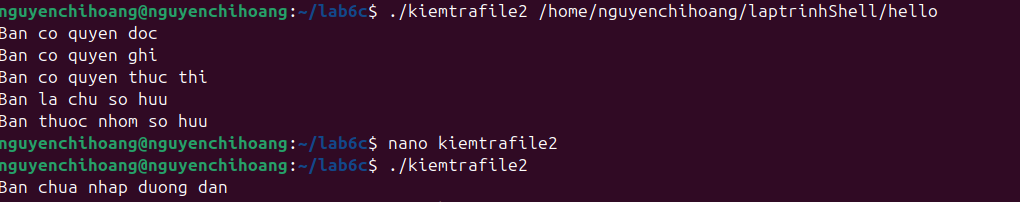 nguyenchihoang@nguyenchihoang:~/lab6c$ ./kiemtrafile2 /home/nguyenchihoang/laptrinhShell/hello
Ban co quyen doc
Ban co quyen ghi
Ban co quyen thuc thi
Ban la chu so huu
Ban thuoc nhom so huu
nguyenchihoang@nguyenchihoang:~/lab6c$ nano kiemtrafile2
nguyenchihoang@nguyenchihoang:~/lab6c$ ./kiemtrafile2
Ban chua nhap duong dan